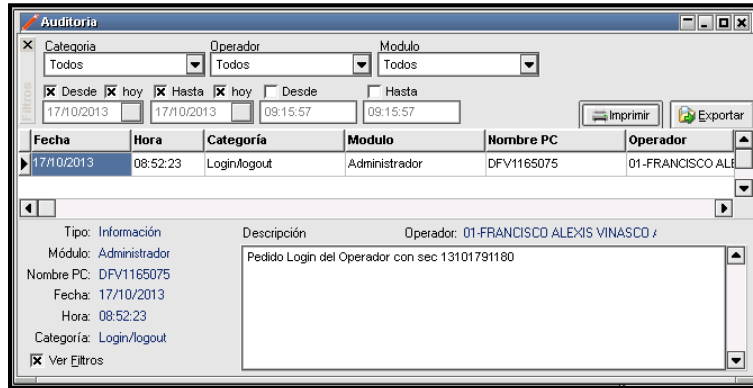 Auditoria
Categoria Operador Modulo
Todos Todos Todos
Filtros
Desde hoy Hasta hoy Desde Hasta
17/10/2013 17/10/2013 09:15:57 09:15:57 Imprimir Exportar
Fecha Hora Categoría Modulo Nombre PC Operador
17/10/2013 08:52:23 Login/logout Administrador DFV1165075 01-FRANCISCO ALE
Tipo: Información Descripción Operador: 01-FRANCISCO ALEXIS VINASCO
Módulo: Administrador Pedido Login del Operador con sec 13101791180
Nombre PC: DFV1165075
Fecha: 17/10/2013
Hora: 08:52:23
Categoría: Login/logout
Ver Filtros